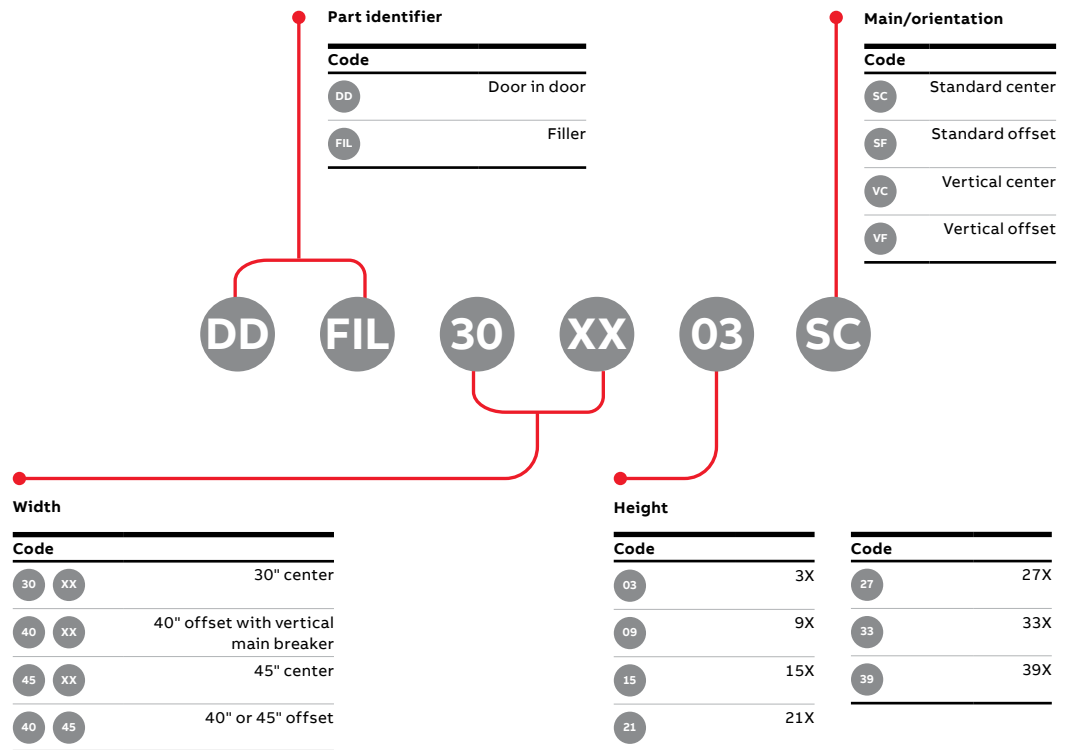 Part identifier
Code
DD Door in door
FIL Filler
Main/orientation
Code
SC Standard center
SF Standard offset
VC Vertical center
VF Vertical offset
DD FIL 30 XX 03 SC
Width
Code
30 XX 30" center
40 XX 40" offset with vertical
main breaker
45 XX 45" center
40 45 40" or 45" offset
Height
Code
03 3X
09 9X
15 15X
21 21X
Code
27 27X
33 33X
39 39X